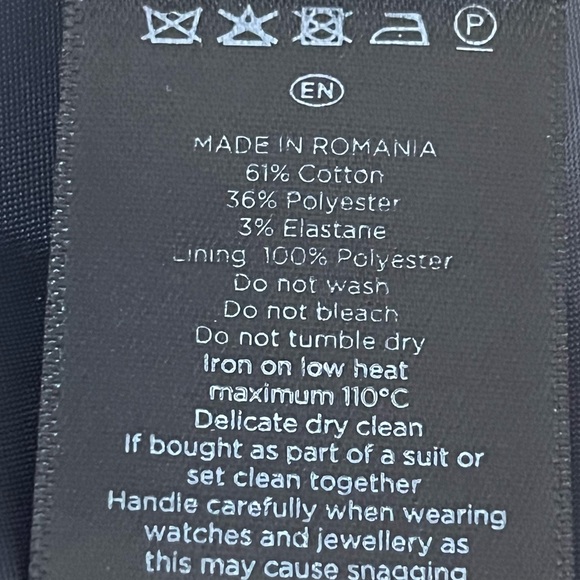 P
EN
MADE IN ROMANIA
61% Cotton
36% Polyester
3% Elastane
Lining 100% Polyester
Do not wash
Do not bleach
Do not tumble dry
Iron on low heat
maximum 110°C
Delicate dry clean
If bought as part of a suit or
set clean together
Handle carefully when wearing
watches and jewellery as
this may cause snagging